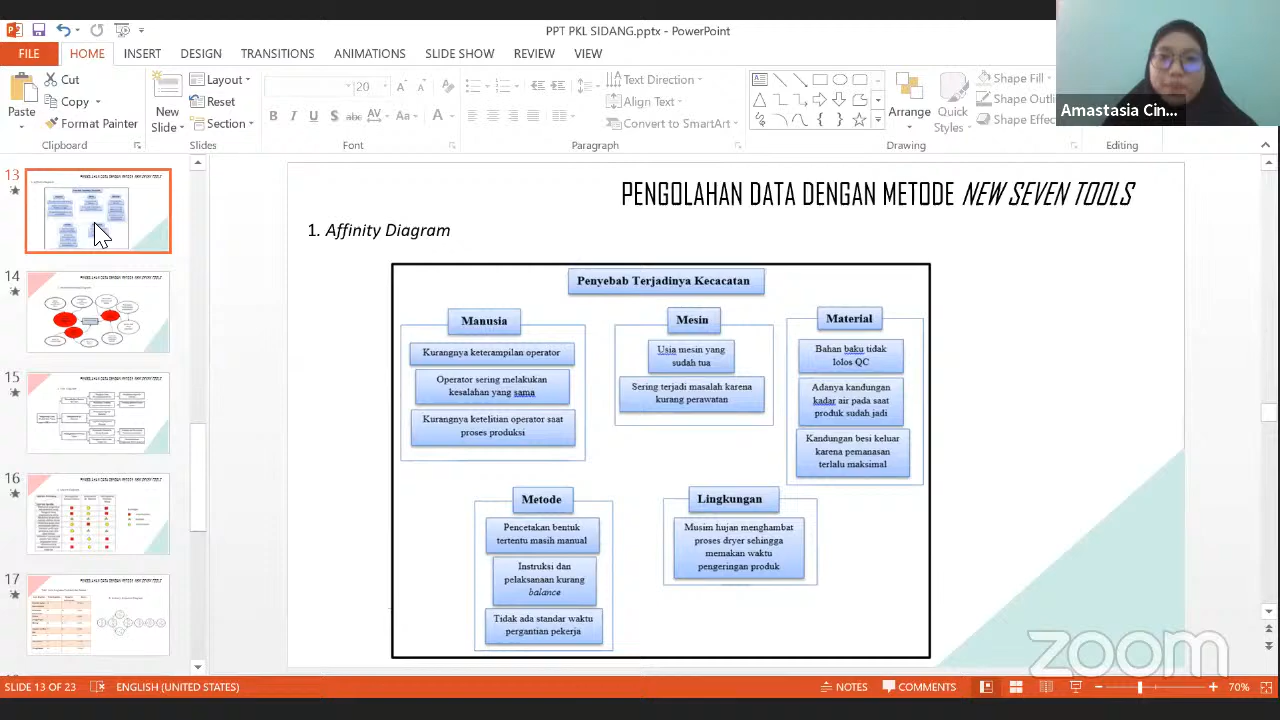 PPT PKL SIDANG.pptx - PowerPoint
FILE HOME INSERT DESIGN TRANSITIONS ANIMATIONS SLIDE SHOW REVIEW VIEW
Paste
Cut
Copy
Format Painter
Clipboard
New
Slide
Layout
Reset
Section
Slides
20
B I U S abc AV Aa A
Font
Text Direction
Align Text
Convert to SmartArt
Paragraph
Arrange
Quick
Styles
Shape Fill
Shape Outli
Shape Effec
Drawing
Editing
Amastasia Cin...
13
14
15
16
17
PENGOLAHAN DATA DENGAN METODE NEW SEVEN TOOLS
1. Affinity Diagram
Penyebab Terjadinya Kecacatan
Manusia
Kurangnya keterampilan operator
Operator sering melakukan
kesalahan yang sama
Kurangnya ketelitian operator saat
proses produksi
Mesin
Usia mesin yang
sudah tua
Sering terjadi masalah karena
kurang perawatan
Material
Bahan baku tidak
lolos QC
Adanya kandungan
kadar air pada saat
produk sudah jadi
Kandungan besi keluar
karena pemanasan
terlalu maksimal
Metode
Pencetakan bentuk
tertentu masih manual
Instruksi dan
pelaksanaan kurang
balance
Tidak ada standar waktu
pergantian pekerja
Lingkungan
Musim hujan menghambat
proses dryer sehingga
memakan waktu
pengeringan produk
zoom
SLIDE 13 OF 23 ENGLISH (UNITED STATES) NOTES COMMENTS 70%